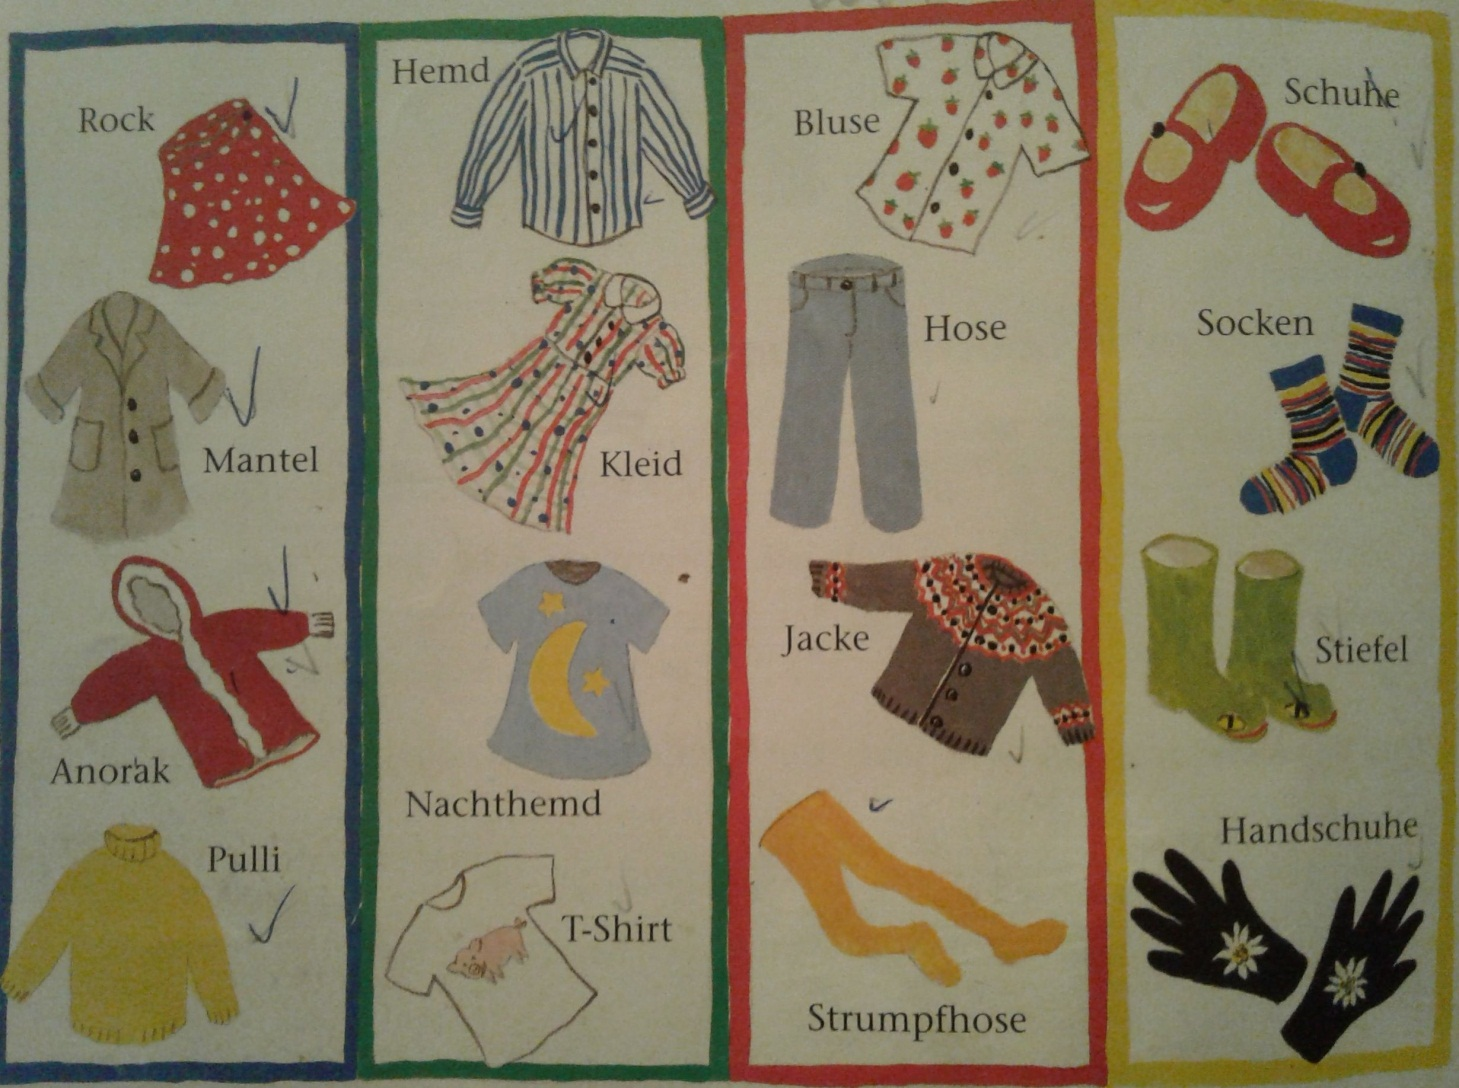 Rock
Mantel
Anorak
Pulli
Hemd
Kleid
Nachthemd
T-Shirt
Bluse
Hose
Jacke
Strumpfhose
Schuhe
Socken
Stiefel
Handschuhe